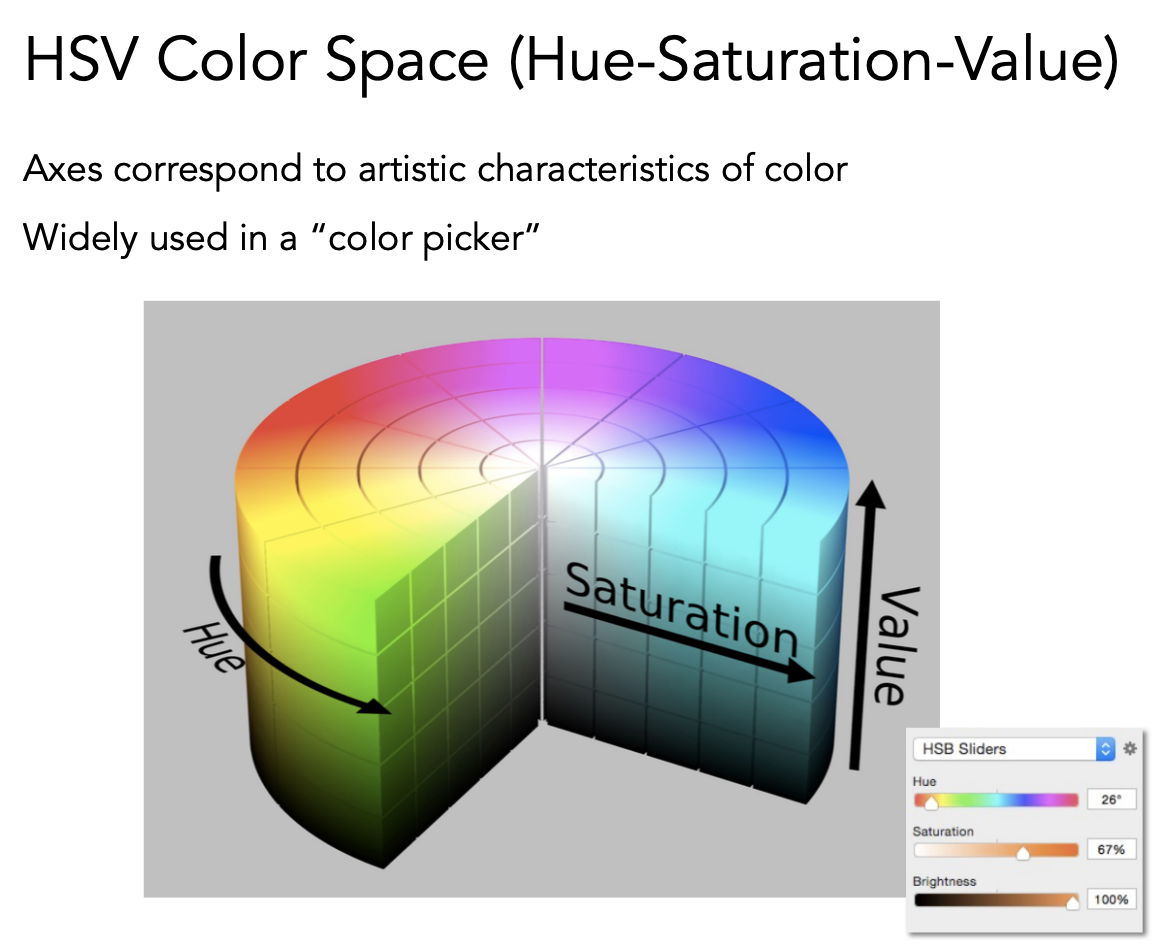 HSV Color Space (Hue-Saturation-Value)
Axes correspond to artistic characteristics of color
Widely used in a “color picker”
Hue
Saturation
Value
HSB Sliders
Hue
26°
Saturation
67%
Brightness
100%